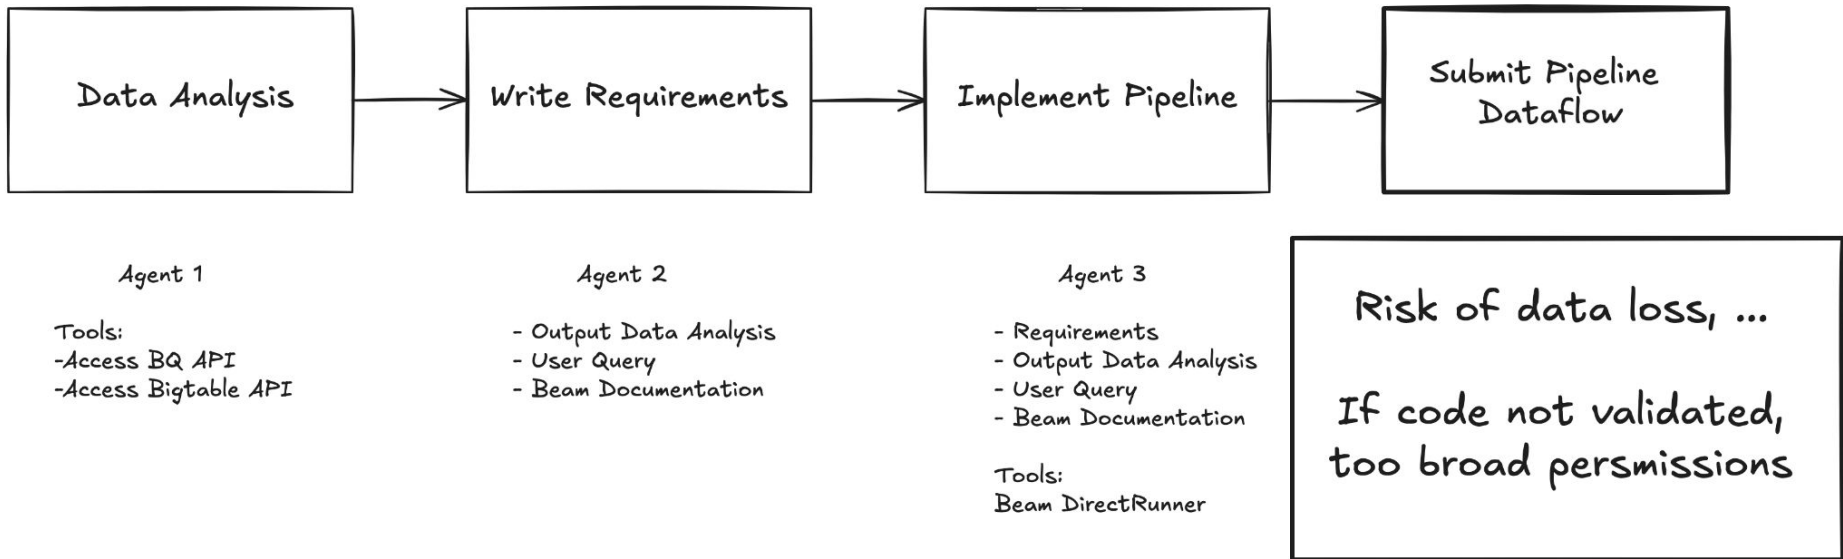 Data Analysis
Write Requirements
Implement Pipeline
Submit Pipeline
Dataflow
Agent 1
Tools:
-Access BQ API
-Access Bigtable API
Agent 2
- Output Data Analysis
- User Query
- Beam Documentation
Agent 3
- Requirements
- Output Data Analysis
- User Query
- Beam Documentation
Tools:
Beam DirectRunner
Risk of data loss, ...
If code not validated,
too broad persmissions